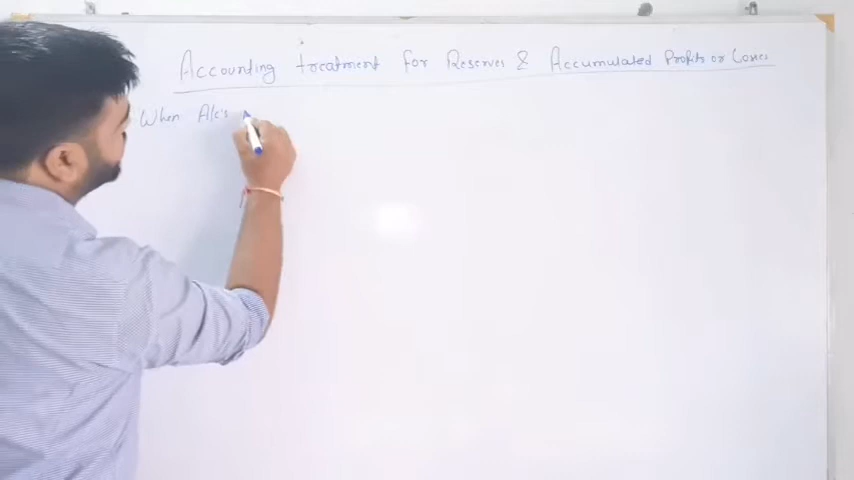 Accounting treatment for Reserves & Accumulated Profits or Losses
When A/c's